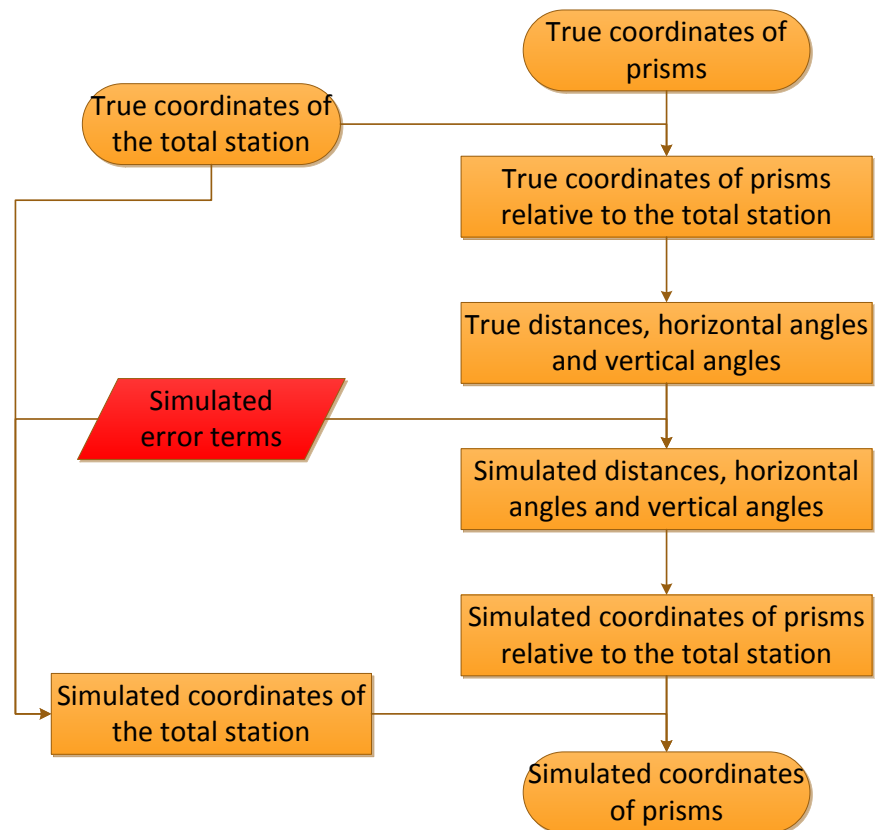 True coordinates of
prisms
True coordinates of
the total station
True coordinates of prisms
relative to the total station
True distances, horizontal angles
and vertical angles
Simulated
error terms
Simulated distances, horizontal
angles and vertical angles
Simulated coordinates of prisms
relative to the total station
Simulated coordinates of
the total station
Simulated coordinates
of prisms